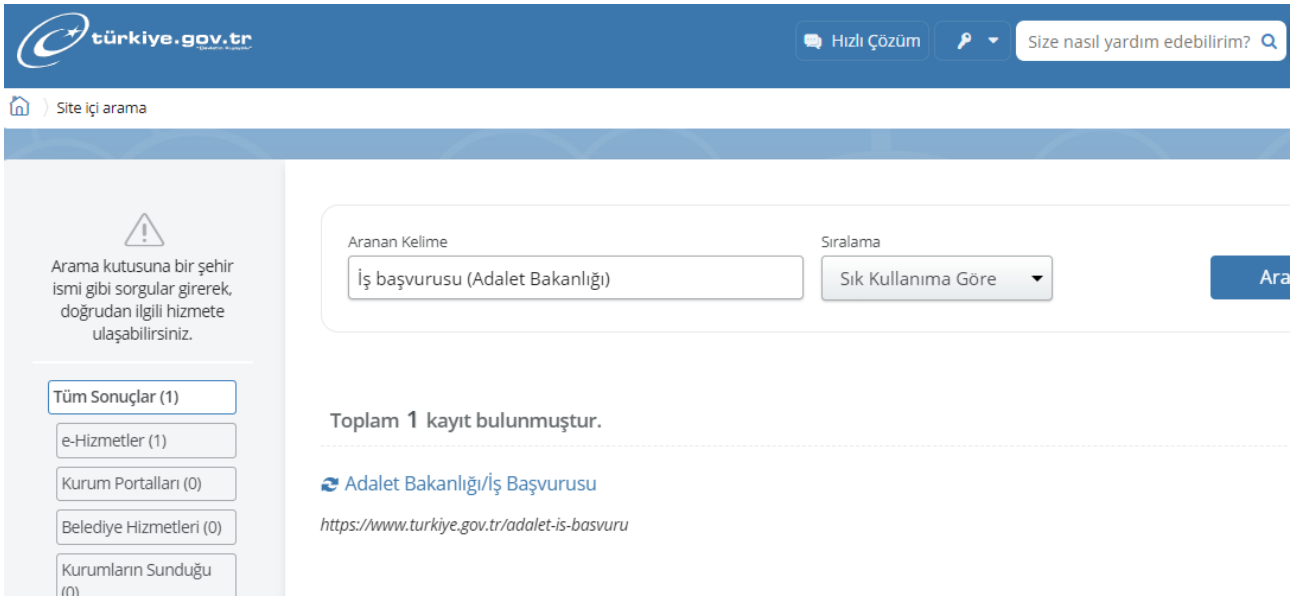 türkiye.gov.tr
Hızlı Çözüm
Size nasıl yardım edebilirim?
Site içi arama
Arama kutusuna bir şehir
ismi gibi sorgular girerek,
doğrudan ilgili hizmete
ulaşabilirsiniz.
Tüm Sonuçlar (1)
e-Hizmetler (1)
Kurum Portalları (0)
Belediye Hizmetleri (0)
Kurumların Sunduğu
(0)
Aranan Kelime
İş başvurusu (Adalet Bakanlığı)
Sıralama
Sık Kullanıma Göre
Ara
Toplam 1 kayıt bulunmuştur.
Adalet Bakanlığı/İş Başvurusu
https://www.turkiye.gov.tr/adalet-is-basvuru